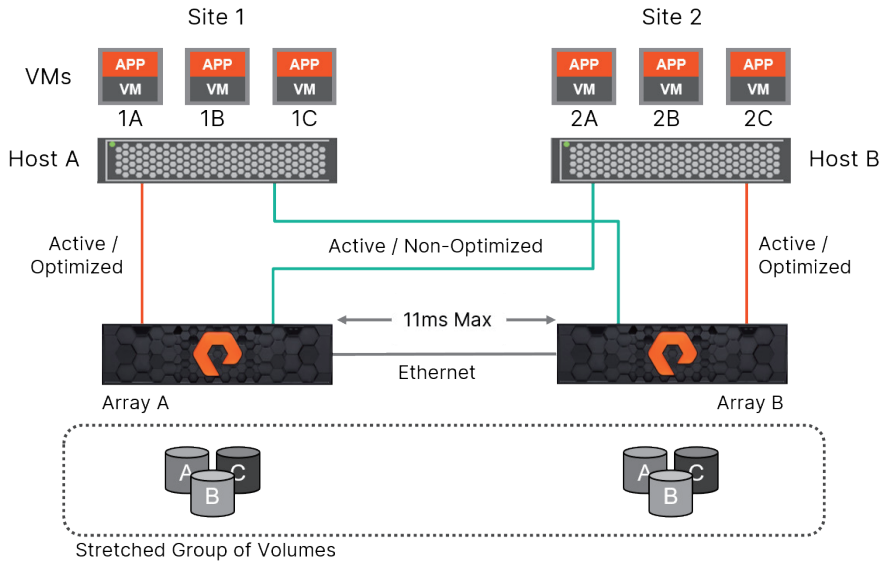 Site 1
Site 2
VMs
APP
VM
APP
VM
APP
VM
APP
VM
APP
VM
APP
VM
1A
1B
1C
2A
2B
2C
Host A
Host B
Active /
Optimized
Active / Non-Optimized
Active /
Optimized
11ms Max
Ethernet
Array A
Array B
A
C
B
A
C
B
Stretched Group of Volumes